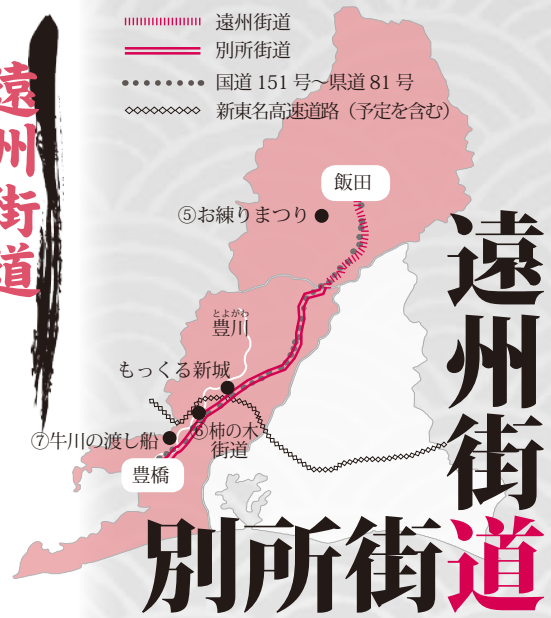 遠州街道
遠州街道
別所街道
国道 151 号〜県道 81 号
新東名高速道路（予定を含む）
飯田
⑤お練りまつり
とよがわ
豊川
もっくる新城
⑥柿の木
街道
⑦牛川の渡し船
豊橋
遠州街道
別所街道